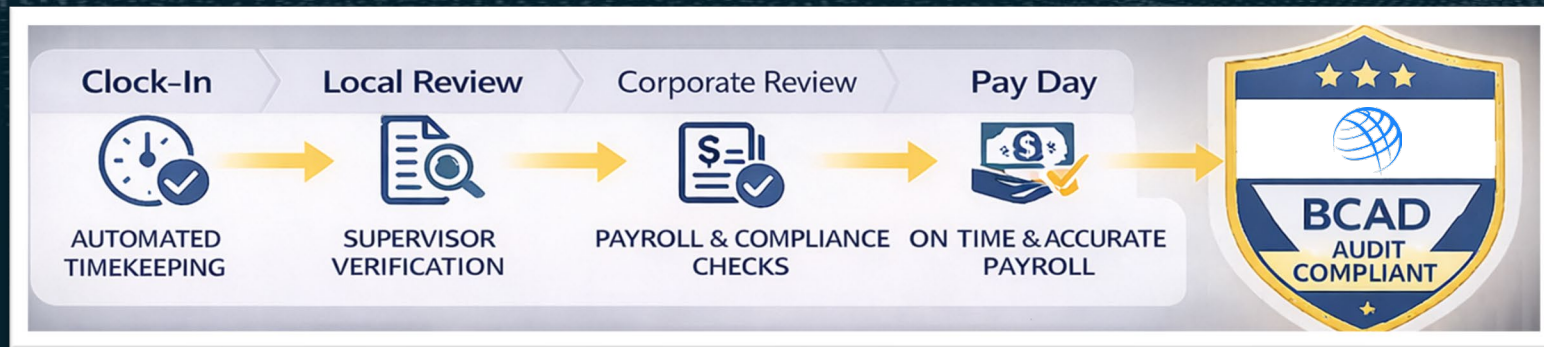 Clock-In
Local Review
Corporate Review
Pay Day
AUTOMATED
TIMEKEEPING
SUPERVISOR
VERIFICATION
$
PAYROLL & COMPLIANCE
CHECKS
$
ON TIME & ACCURATE
PAYROLL
BCAD
AUDIT
COMPLIANT